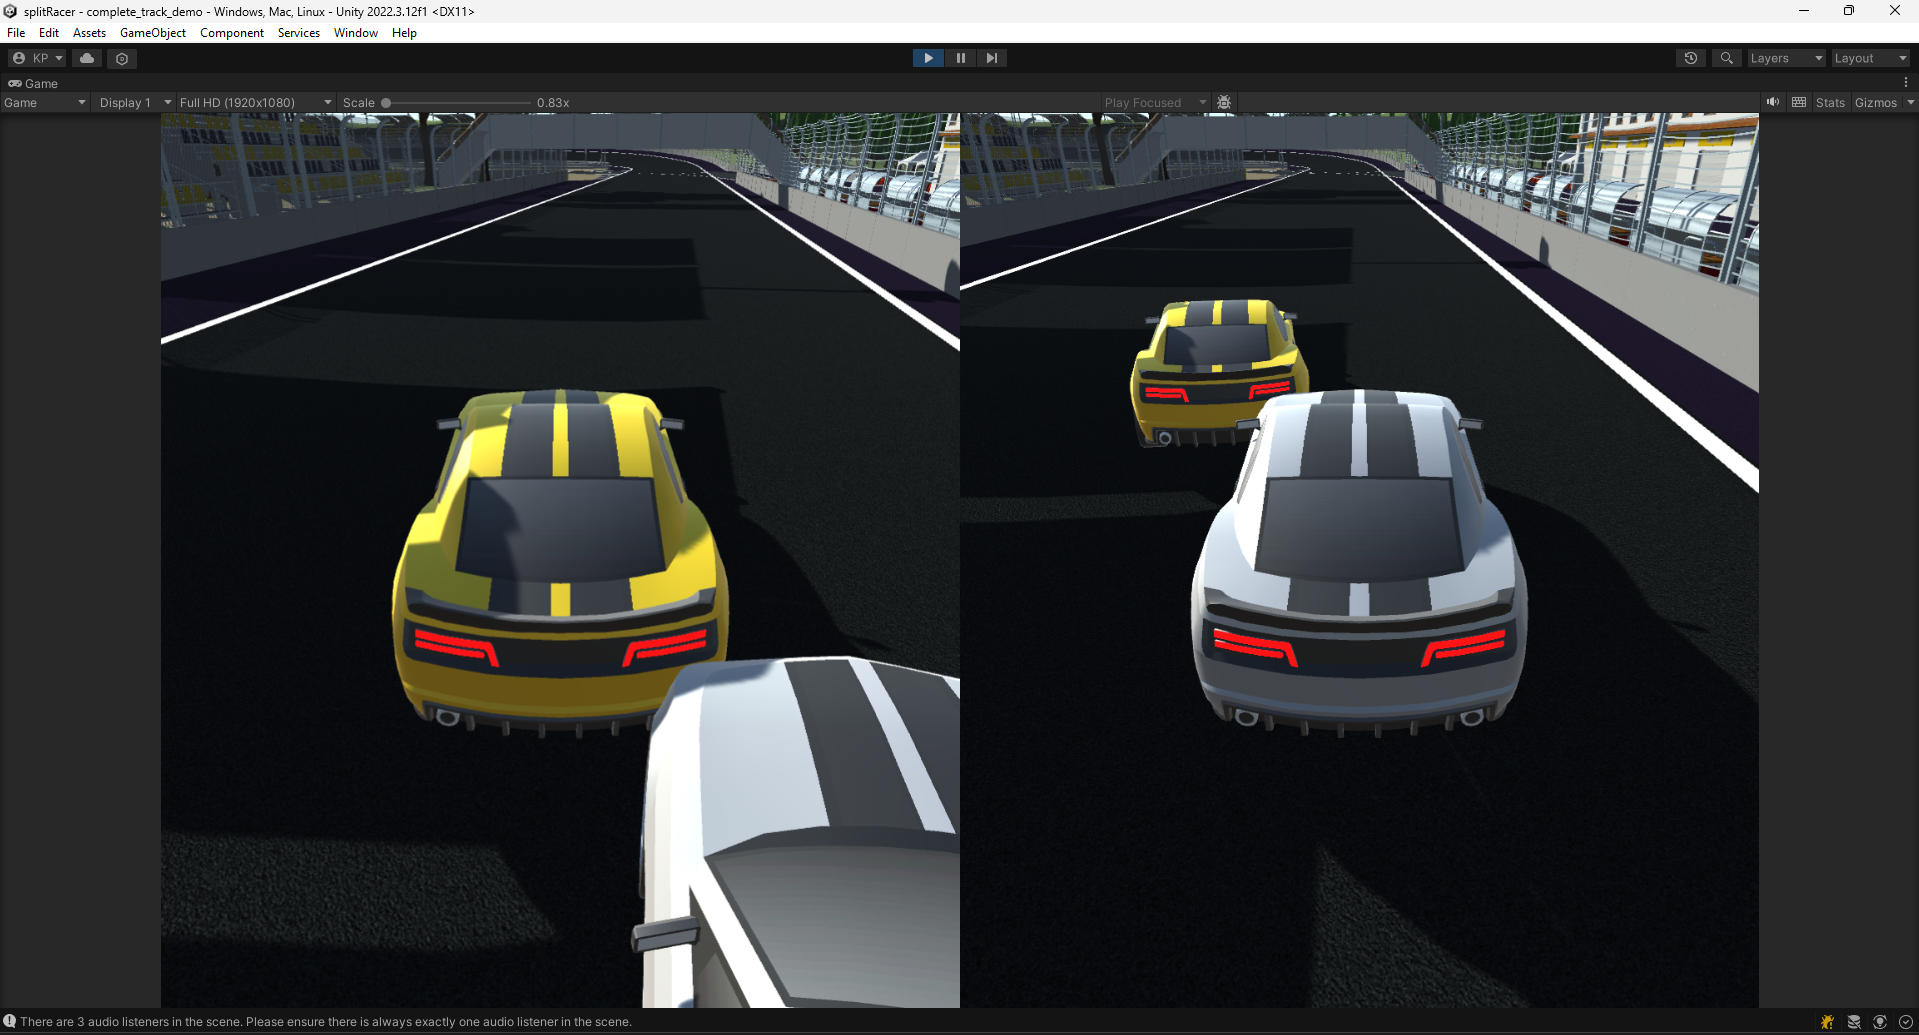 splitRacer - complete_track_demo - Windows, Mac, Linux - Unity 2022.3.12f1 <DX11>
File Edit Assets GameObject Component Services Window Help
KP Layers Layout
Game
Game Display 1 Full HD (1920x1080) Scale 0.83x Play Focused Stats Gizmos
There are 3 audio listeners in the scene. Please ensure there is always exactly one audio listener in the scene.